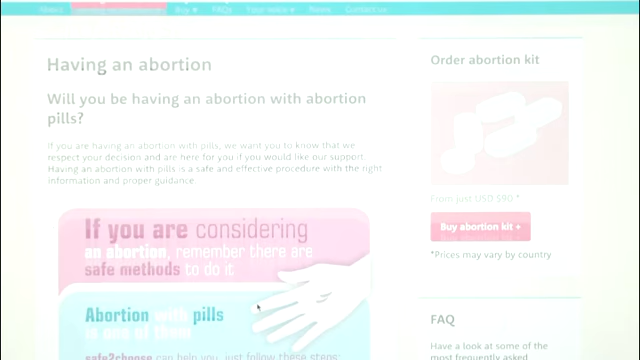 Buy
FAQs
News
Contact us
Having an abortion
Will you be having an abortion with abortion
pills?
If you are having an abortion with pills, we want you to know that we
respect your decision and are here for you if you would like our support.
Having an abortion with pills is a safe and effective procedure with the right
information and proper guidance.
If you are considering
an abortion, remember there are
safe methods to do it
Abortion with pills
is one of them
safe2choose can help you, just follow these steps:
Order abortion kit
From just USD $90 *
Buy abortion kit +
*Prices may vary by country
FAQ
Have a look at some of the
most frequently asked